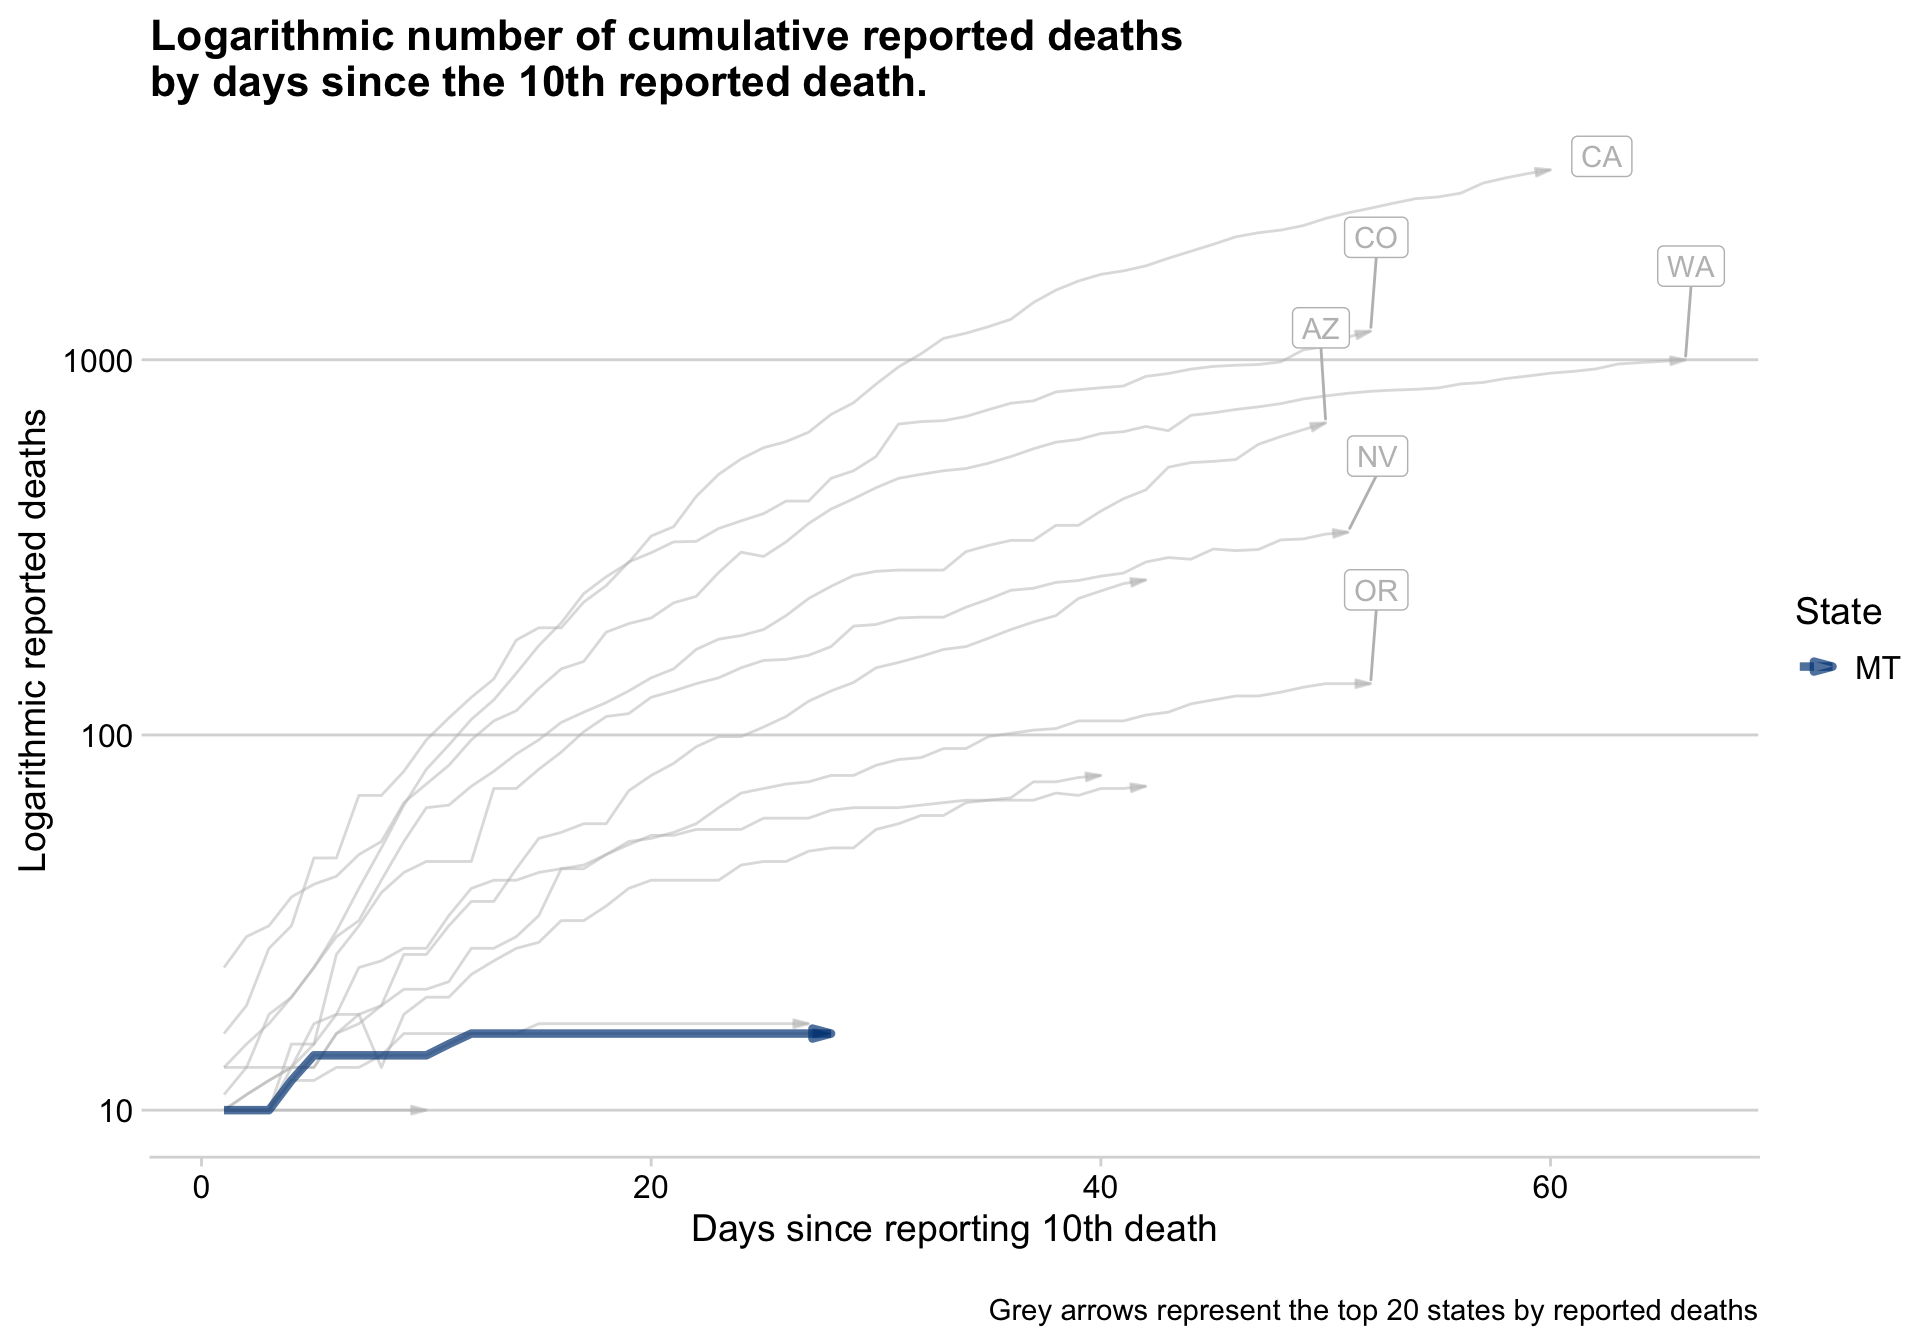 Logarithmic number of cumulative reported deaths
by days since the 10th reported death.
CA
CO
WA
AZ
1000
NV
OR
100
10
Logarithmic reported deaths
State
MT
0
20
40
60
Days since reporting 10th death
Grey arrows represent the top 20 states by reported deaths